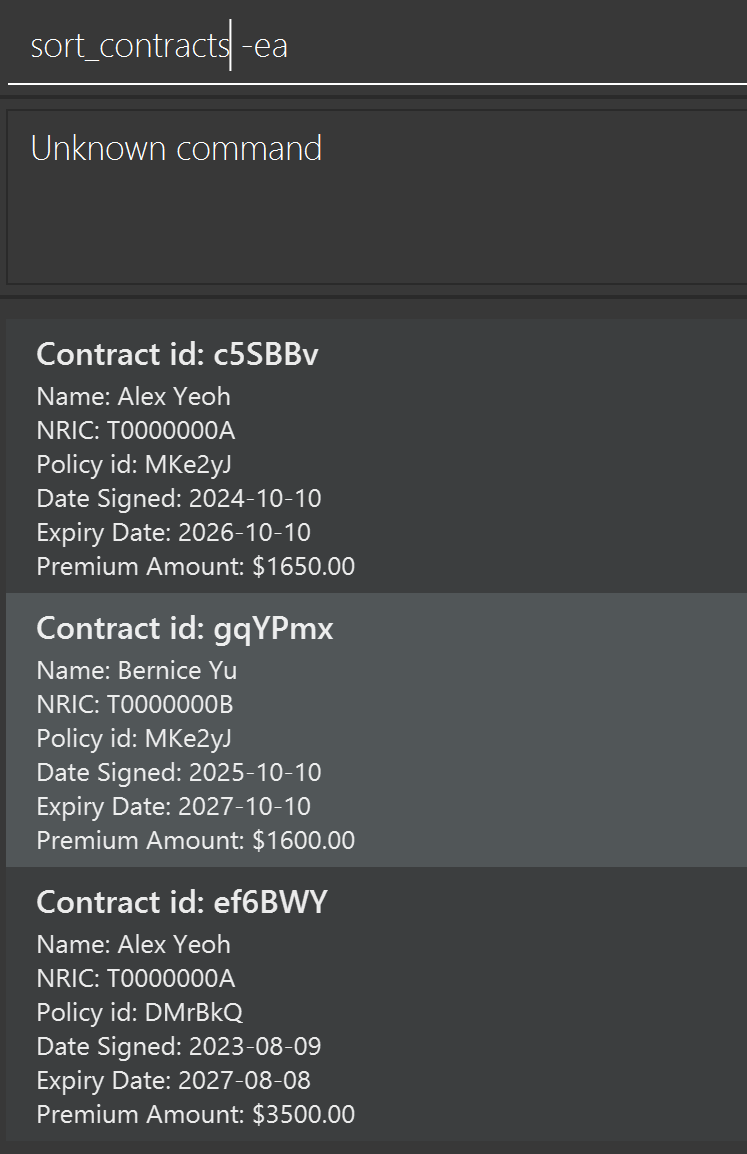 sort_contracts -ea
Unknown command
Contract id: c5SBBv
Name: Alex Yeoh
NRIC: T0000000A
Policy id: MKe2yJ
Date Signed: 2024-10-10
Expiry Date: 2026-10-10
Premium Amount: $1650.00
Contract id: gqYPmx
Name: Bernice Yu
NRIC: T0000000B
Policy id: MKe2yJ
Date Signed: 2025-10-10
Expiry Date: 2027-10-10
Premium Amount: $1600.00
Contract id: ef6BWY
Name: Alex Yeoh
NRIC: T0000000A
Policy id: DMrBkQ
Date Signed: 2023-08-09
Expiry Date: 2027-08-08
Premium Amount: $3500.00